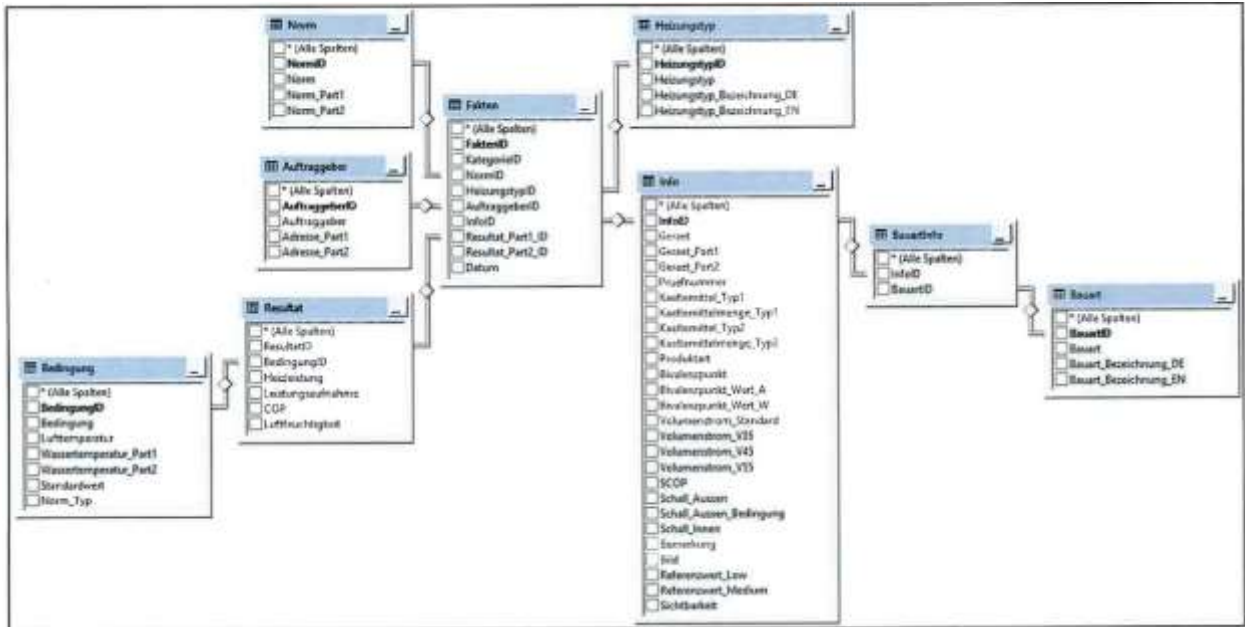 Norm
* (Alle Spalten)
NormID
Norm
Norm_Part1
Norm_Part2
Auftraggeber
* (Alle Spalten)
AuftraggeberID
Auftraggeber
Adresse_Part1
Adresse_Part2
Fakten
* (Alle Spalten)
FaktenID
KategorieID
NormID
HeizungstypID
AuftraggeberID
InfoID
Resultat_Part1_ID
Resultat_Part2_ID
Datum
Heizungstyp
* (Alle Spalten)
HeizungstypID
Heizungstyp
Heizungstyp_Bezeichnung_DE
Heizungstyp_Bezeichnung_EN
Resultat
* (Alle Spalten)
ResultatID
BedingungID
Heizleistung
Leistungsaufnahme
COP
Luftfeuchtigkeit
Bedingung
* (Alle Spalten)
BedingungID
Bedingung
Lufttemperatur
Wassertemperatur_Part1
Wassertemperatur_Part2
Standardwert
Norm_Typ
Info
* (Alle Spalten)
InfoID
Geraet
Geraet_Part1
Geraet_Part2
Pruefnummer
Kaeltemittel_Typ1
Kaeltemittelmenge_Typ1
Kaeltemittel_Typ2
Kaeltemittelmenge_Typ2
Produktart
Bivalenzpunkt
Bivalenzpunkt_Wert_A
Bivalenzpunkt_Wert_W
Volumenstrom_Standard
Volumenstrom_V35
Volumenstrom_V45
Volumenstrom_V55
SCOP
Schall_Aussen
Schall_Aussen_Bedingung
Schall_Innen
Bemerkung
Bild
Referenzwert_Low
Referenzwert_Medium
Sichtbarkeit
BauartInfo
* (Alle Spalten)
InfoID
BauartID
Bauart
* (Alle Spalten)
BauartID
Bauart
Bauart_Bezeichnung_DE
Bauart_Bezeichnung_EN